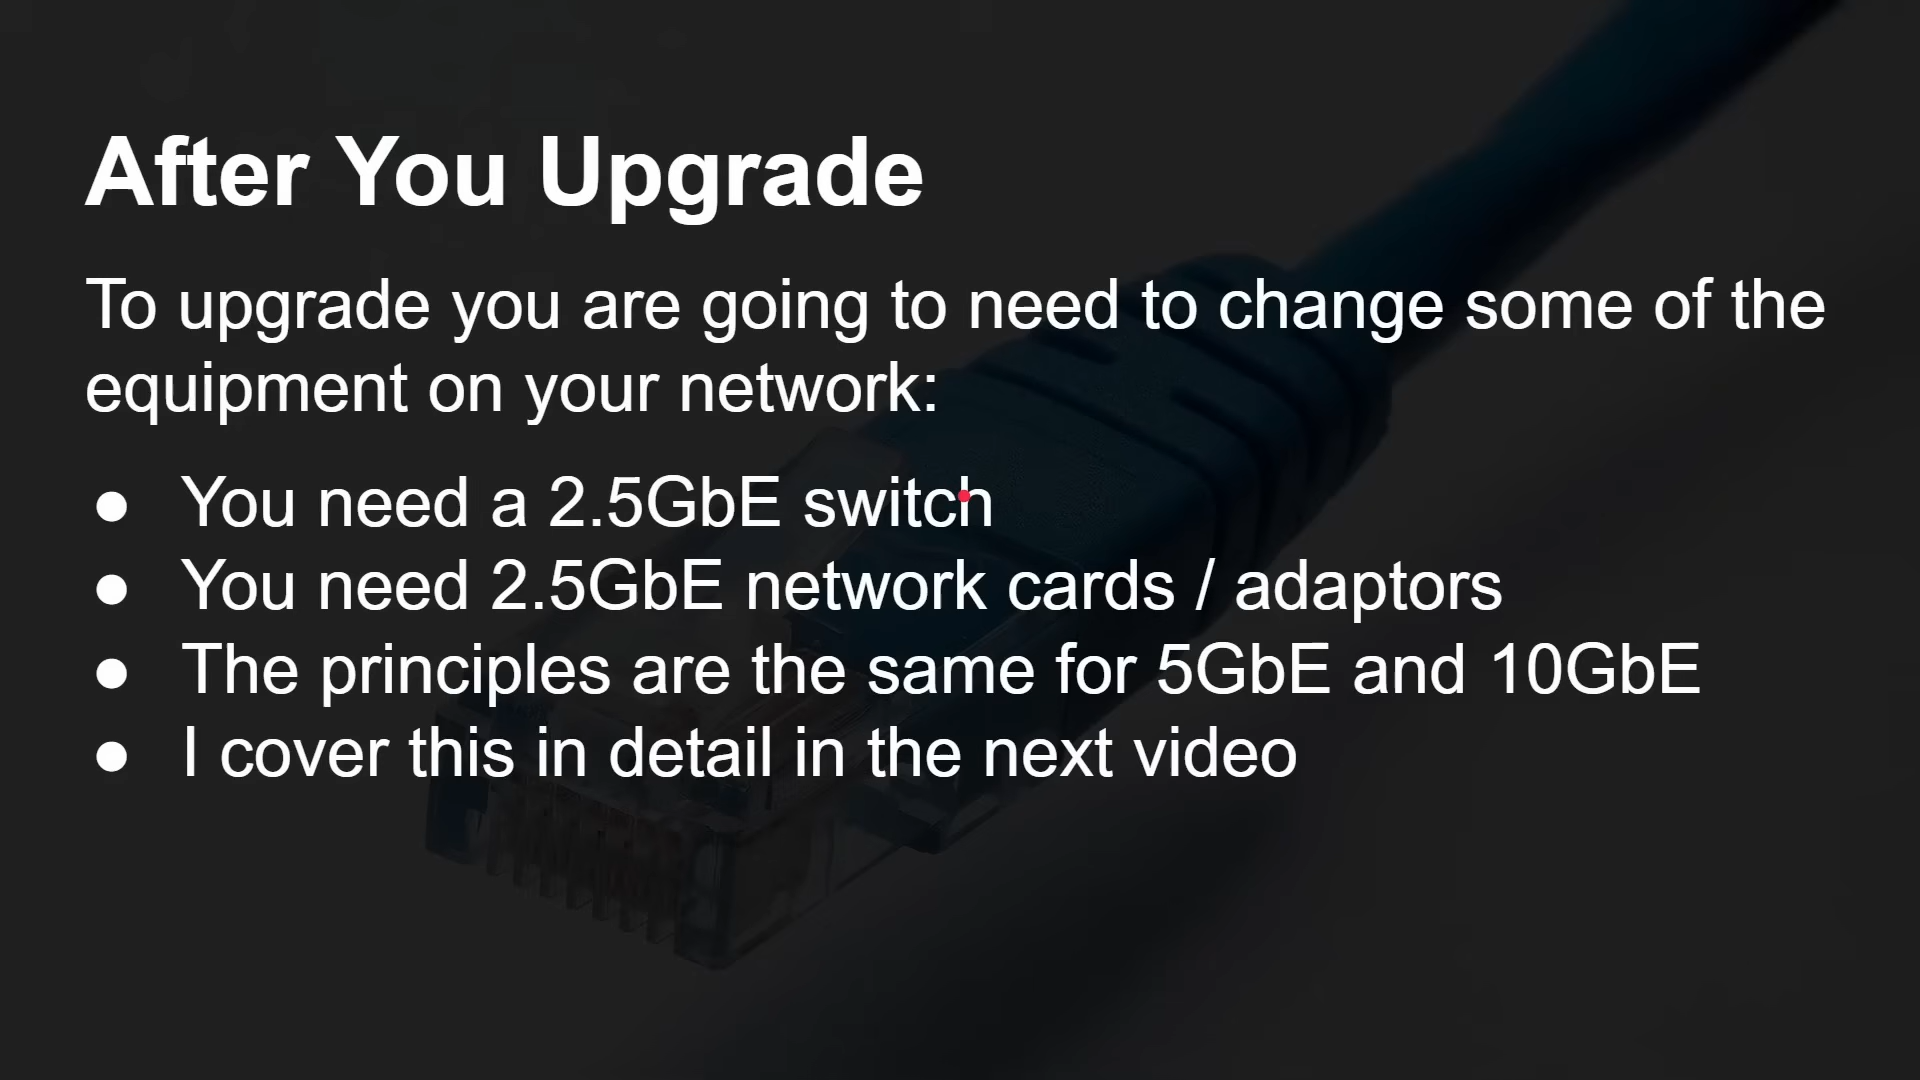 After You Upgrade
To upgrade you are going to need to change some of the
equipment on your network:
● You need a 2.5GbE switch
● You need 2.5GbE network cards / adaptors
● The principles are the same for 5GbE and 10GbE
● I cover this in detail in the next video